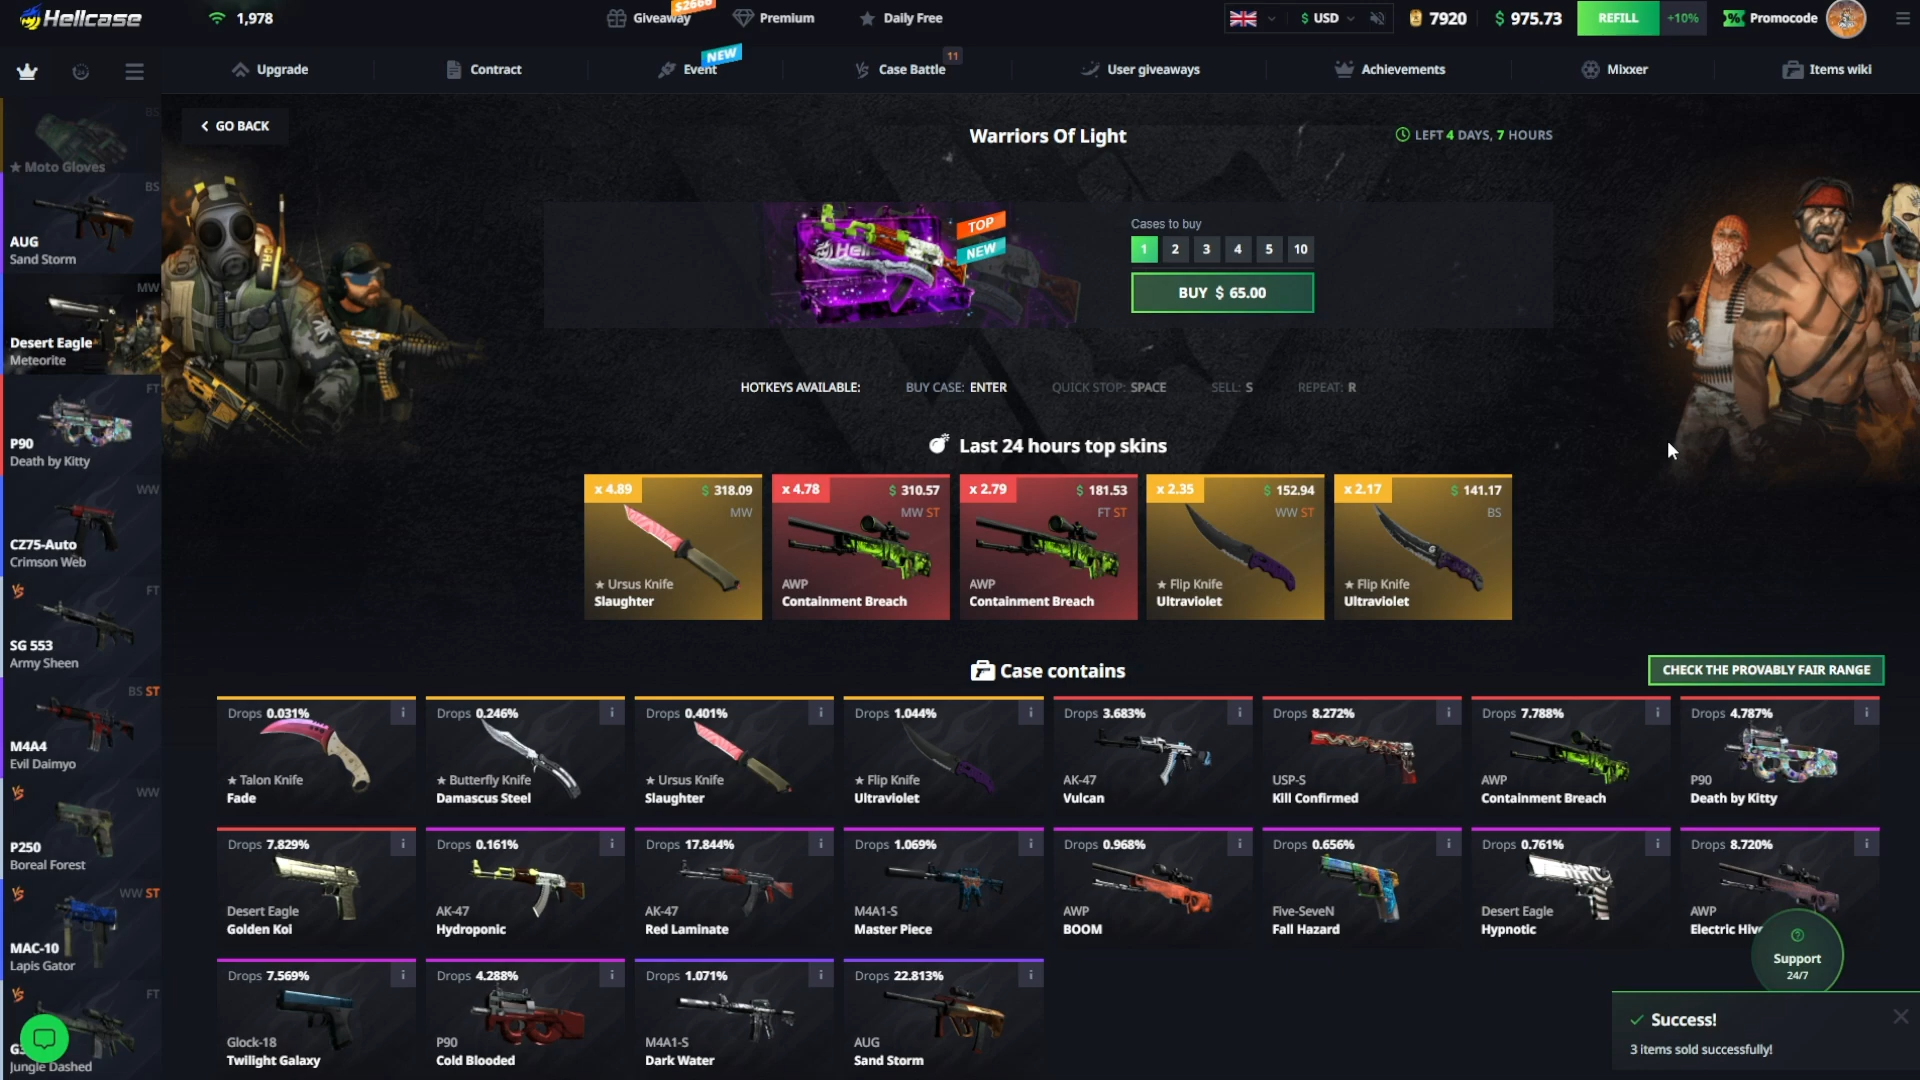 Hellcase
1,978
Giveaway
$2666
Premium
Daily Free
$ USD
7920
$ 975.73
REFILL
+10%
Promocode
Upgrade
Contract
Event
NEW
Case Battle
11
User giveaways
Achievements
Mixxer
Items wiki
GO BACK
Warriors Of Light
LEFT 4 DAYS, 7 HOURS
TOP
NEW
Cases to buy
1 2 3 4 5 10
BUY $ 65.00
HOTKEYS AVAILABLE: BUY CASE: ENTER QUICK STOP: SPACE SELL: S REPEAT: R
Last 24 hours top skins
x 4.89 $ 318.09
MW
★ Ursus Knife
Slaughter
x 4.78 $ 310.57
MW ST
AWP
Containment Breach
x 2.79 $ 181.53
FT ST
AWP
Containment Breach
x 2.35 $ 152.94
WW ST
★ Flip Knife
Ultraviolet
x 2.17 $ 141.17
BS
★ Flip Knife
Ultraviolet
Case contains
CHECK THE PROVABLY FAIR RANGE
Drops 0.031%
★ Talon Knife
Fade
Drops 0.246%
★ Butterfly Knife
Damascus Steel
Drops 0.401%
★ Ursus Knife
Slaughter
Drops 1.044%
★ Flip Knife
Ultraviolet
Drops 3.683%
AK-47
Vulcan
Drops 8.272%
USP-S
Kill Confirmed
Drops 7.788%
AWP
Containment Breach
Drops 4.787%
P90
Death by Kitty
Drops 7.829%
Desert Eagle
Golden Koi
Drops 0.161%
AK-47
Hydroponic
Drops 17.844%
AK-47
Red Laminate
Drops 1.069%
M4A1-S
Master Piece
Drops 0.968%
AWP
BOOM
Drops 0.656%
Five-SeveN
Fall Hazard
Drops 0.761%
Desert Eagle
Hypnotic
Drops 8.720%
AWP
Electric
Drops 7.569%
Glock-18
Twilight Galaxy
Drops 4.288%
P90
Cold Blooded
Drops 1.071%
M4A1-S
Dark Water
Drops 22.813%
AUG
Sand Storm
BS
★ Moto Gloves
BS
AUG
Sand Storm
MW
Desert Eagle
Meteorite
FT
P90
Death by Kitty
WW
CZ75-Auto
Crimson Web
FT
SG 553
Army Sheen
BS ST
M4A4
Evil Daimyo
WW
P250
Boreal Forest
WW ST
MAC-10
Lapis Gator
FT
Jungle Dashed
Support
24/7
Success!
3 items sold successfully!